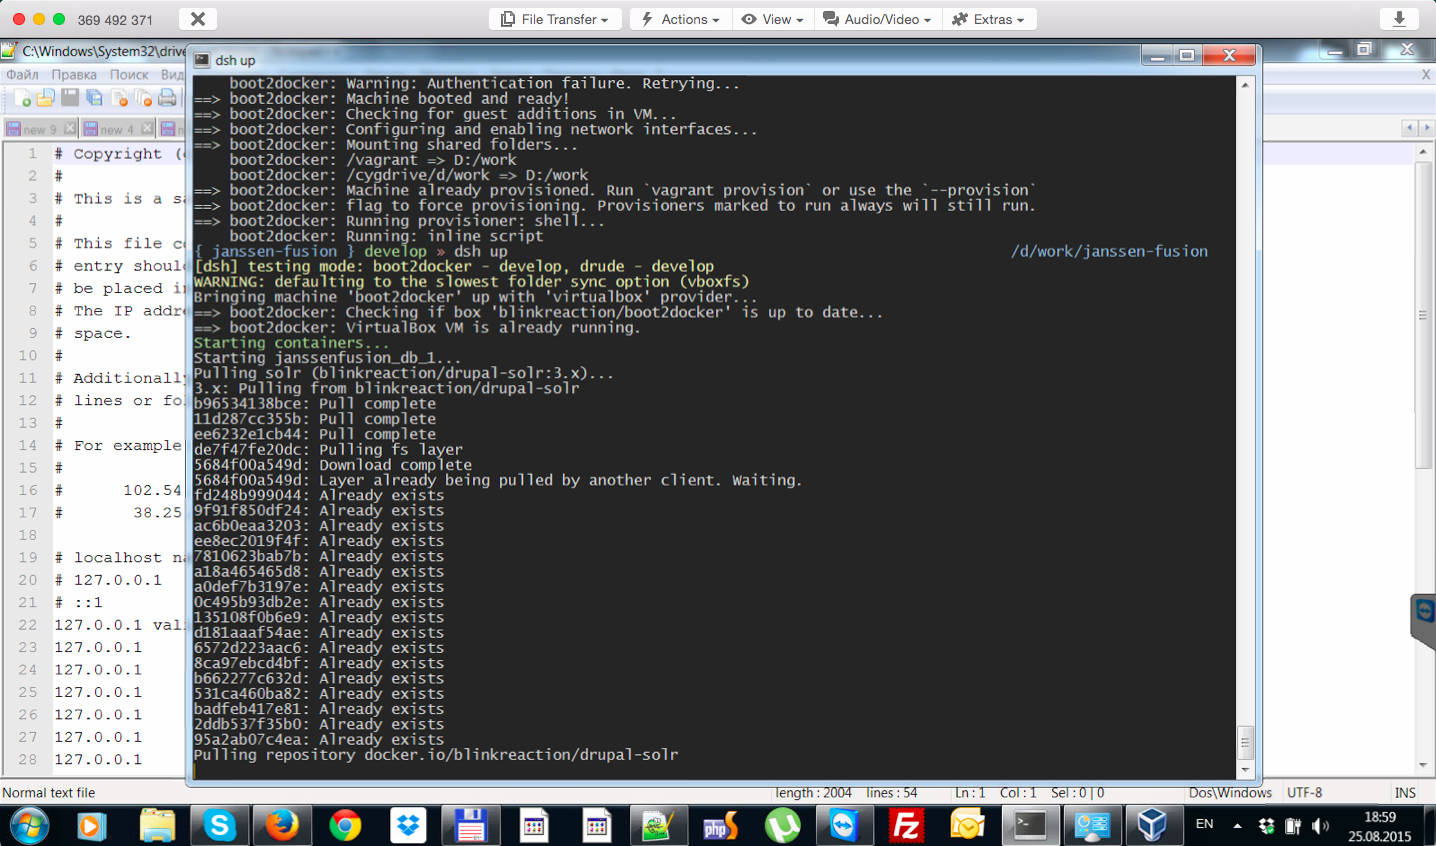 369 492 371
File Transfer
Actions
View
Audio/Video
Extras
C:\Windows\System32\drive
dsh up
Файл Правка Поиск Вид
new 9
new 4
1 # Copyright (
2 #
3 # This is a sa
4 #
5 # This file co
6 # entry should
7 # be placed in
8 # The IP addre
9 # space.
10 #
11 # Additionally
12 # lines or fol
13 #
14 # For example
15 #
16 # 102.54
17 # 38.25
18
19 # localhost na
20 # 127.0.0.1
21 # ::1
22 127.0.0.1 val
23 127.0.0.1
24 127.0.0.1
25 127.0.0.1
26 127.0.0.1
27 127.0.0.1
28 127.0.0.1
boot2docker: Warning: Authentication failure. Retrying...
==> boot2docker: Machine booted and ready!
==> boot2docker: Checking for guest additions in VM...
==> boot2docker: Configuring and enabling network interfaces...
==> boot2docker: Mounting shared folders...
boot2docker: /vagrant => D:/work
boot2docker: /cygdrive/d/work => D:/work
==> boot2docker: Machine already provisioned. Run `vagrant provision` or use the `--provision`
==> boot2docker: flag to force provisioning. Provisioners marked to run always will still run.
==> boot2docker: Running provisioner: shell...
boot2docker: Running: inline script
{ janssen-fusion } develop » dsh up /d/work/janssen-fusion
[dsh] testing mode: boot2docker - develop, drude - develop
WARNING: defaulting to the slowest folder sync option (vboxfs)
Bringing machine 'boot2docker' up with 'virtualbox' provider...
==> boot2docker: Checking if box 'blinkreaction/boot2docker' is up to date...
==> boot2docker: VirtualBox VM is already running.
Starting containers...
Starting janssenfusion_db_1...
Pulling solr (blinkreaction/drupal-solr:3.x)...
3.x: Pulling from blinkreaction/drupal-solr
b96534138bce: Pull complete
11d287cc355b: Pull complete
ee6232e1cb44: Pull complete
de7f47fe20dc: Pulling fs layer
5684f00a549d: Download complete
5684f00a549d: Layer already being pulled by another client. Waiting.
fd248b999044: Already exists
9f91f850df24: Already exists
ac6b0eaa3203: Already exists
ee8ec2019f4f: Already exists
7810623bab7b: Already exists
a18a465465d8: Already exists
a0def7b3197e: Already exists
0c495b93db2e: Already exists
135108f0b6e9: Already exists
d181aaaf54ae: Already exists
6572d223aac6: Already exists
8ca97ebcd4bf: Already exists
b662277c632d: Already exists
531ca460ba82: Already exists
badfeb417e81: Already exists
2ddb537f35b0: Already exists
95a2ab07c4ea: Already exists
Pulling repository docker.io/blinkreaction/drupal-solr
Normal text file length : 2004 lines : 54 Ln : 1 Col : 1 Sel : 0 | 0 Dos\Windows UTF-8 INS
php
EN
18:59
25.08.2015